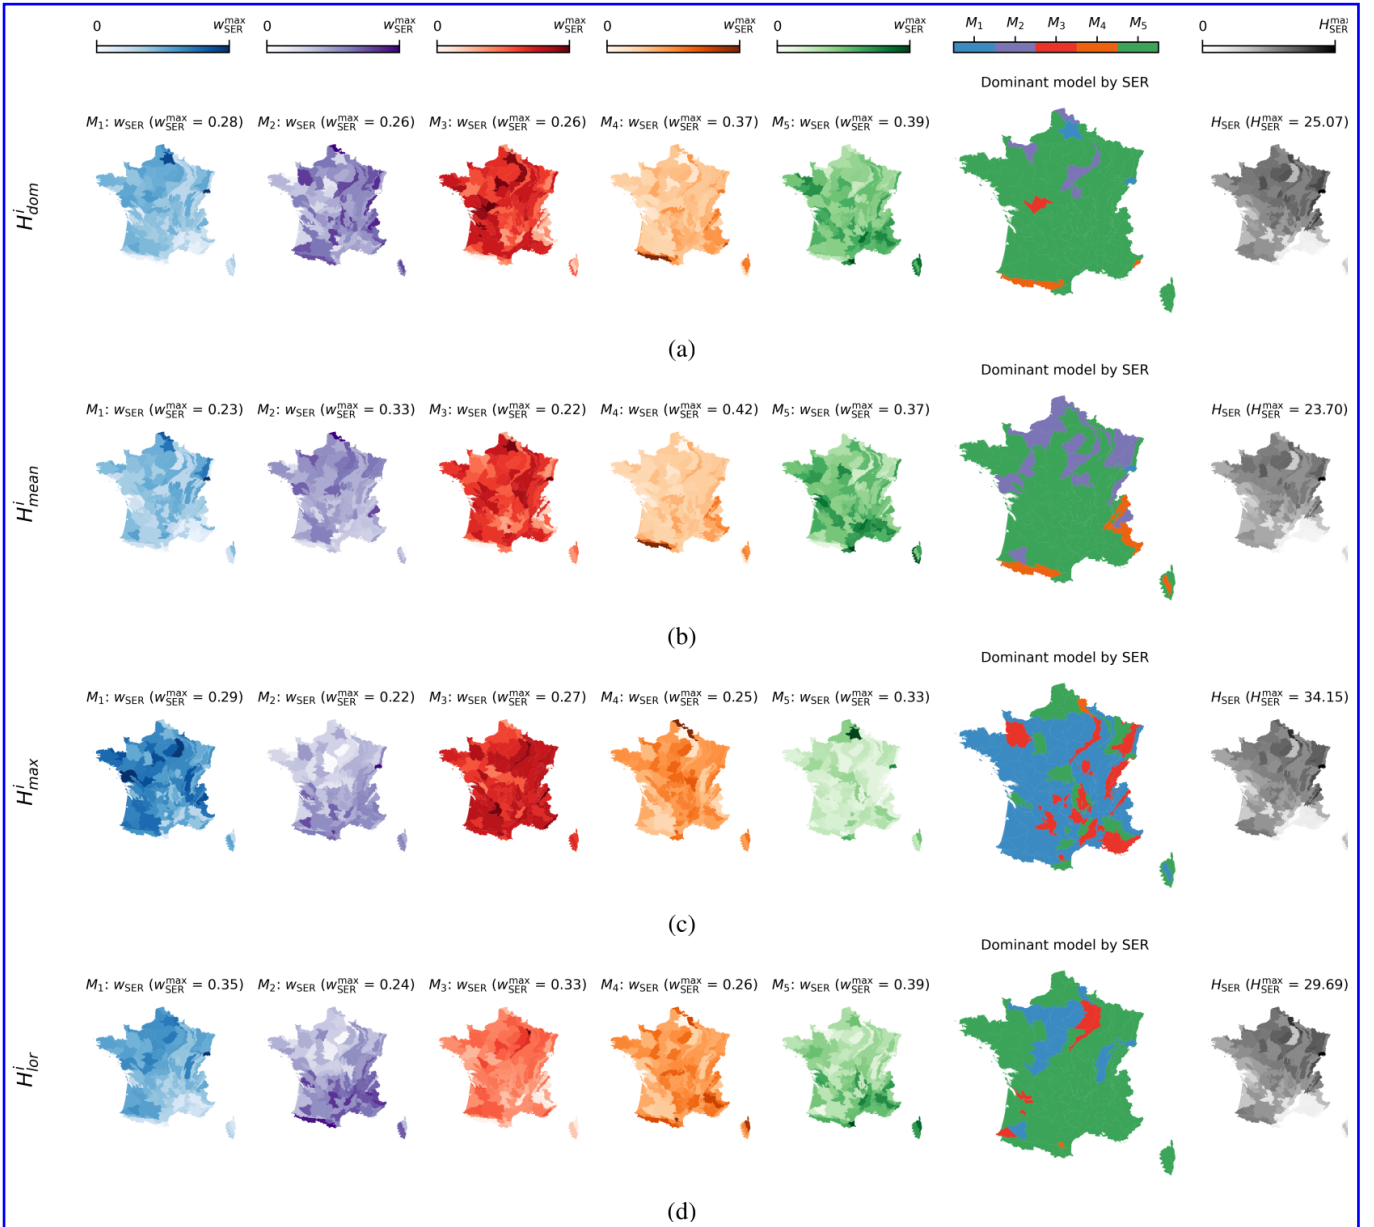 0 w_SER^max 0 w_SER^max 0 w_SER^max 0 w_SER^max 0 w_SER^max M₁ M₂ M₃ M₄ M₅ 0 H_SER^max
Dominant model by SER
M₁: w_SER (w_SER^max = 0.28) M₂: w_SER (w_SER^max = 0.26) M₃: w_SER (w_SER^max = 0.26) M₄: w_SER (w_SER^max = 0.37) M₅: w_SER (w_SER^max = 0.39) H_SER (H_SER^max = 25.07)
H^i_dom
(a)
Dominant model by SER
M₁: w_SER (w_SER^max = 0.23) M₂: w_SER (w_SER^max = 0.33) M₃: w_SER (w_SER^max = 0.22) M₄: w_SER (w_SER^max = 0.42) M₅: w_SER (w_SER^max = 0.37) H_SER (H_SER^max = 23.70)
H^i_mean
(b)
Dominant model by SER
M₁: w_SER (w_SER^max = 0.29) M₂: w_SER (w_SER^max = 0.22) M₃: w_SER (w_SER^max = 0.27) M₄: w_SER (w_SER^max = 0.25) M₅: w_SER (w_SER^max = 0.33) H_SER (H_SER^max = 34.15)
H^i_max
(c)
Dominant model by SER
M₁: w_SER (w_SER^max = 0.35) M₂: w_SER (w_SER^max = 0.24) M₃: w_SER (w_SER^max = 0.33) M₄: w_SER (w_SER^max = 0.26) M₅: w_SER (w_SER^max = 0.39) H_SER (H_SER^max = 29.69)
H^i_lor
(d)